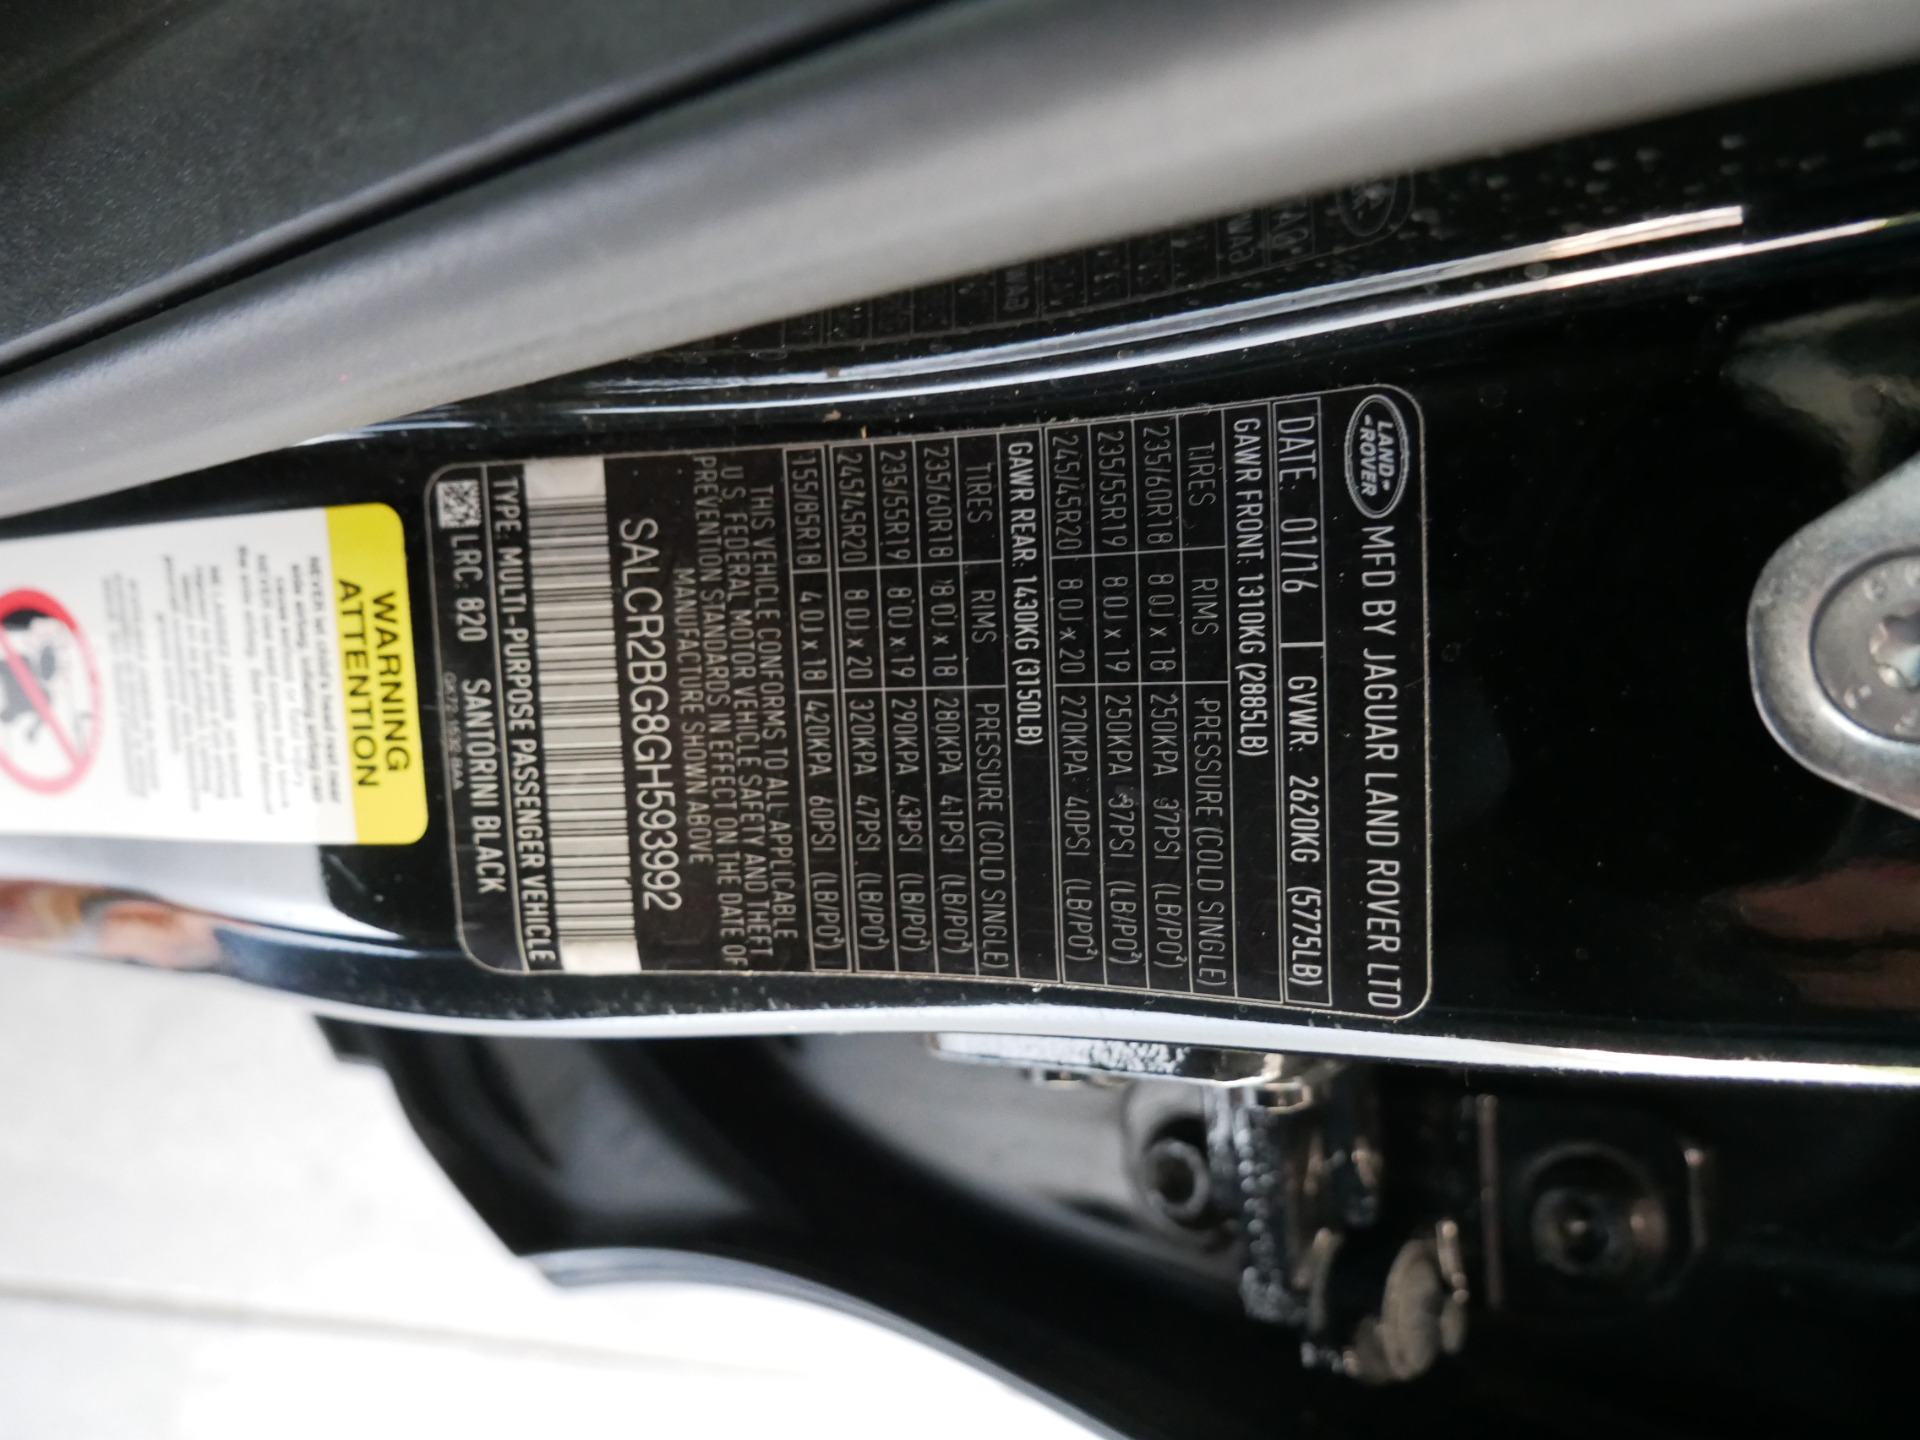 LAND ROVER MFD BY JAGUAR LAND ROVER LTD
DATE: 01/16 GVWR: 2620KG (5775LB)
GAWR FRONT: 1310KG (2885LB)
TIRES RIMS PRESSURE (COLD SINGLE)
235/60R18 8.0J x 18 250KPA 37PSI (LB/PO²)
235/55R19 8.0J x 19 250KPA 37PSI (LB/PO²)
245/45R20 8.0J x 20 270KPA 40PSI (LB/PO²)
GAWR REAR: 1430KG (3150LB)
TIRES RIMS PRESSURE (COLD SINGLE)
235/60R18 8.0J x 18 280KPA 41PSI (LB/PO²)
235/55R19 8.0J x 19 290KPA 43PSI (LB/PO²)
245/45R20 8.0J x 20 320KPA 47PSI (LB/PO²)
155/85R18 4.0J x 18 420KPA 60PSI (LB/PO²)
THIS VEHICLE CONFORMS TO ALL APPLICABLE
U.S. FEDERAL MOTOR VEHICLE SAFETY AND THEFT
PREVENTION STANDARDS IN EFFECT ON THE DATE OF
MANUFACTURE SHOWN ABOVE
SALCR2BG8GH593992
TYPE: MULTI-PURPOSE PASSENGER VEHICLE
LRC: 820 SANTORINI BLACK
WARNING
ATTENTION